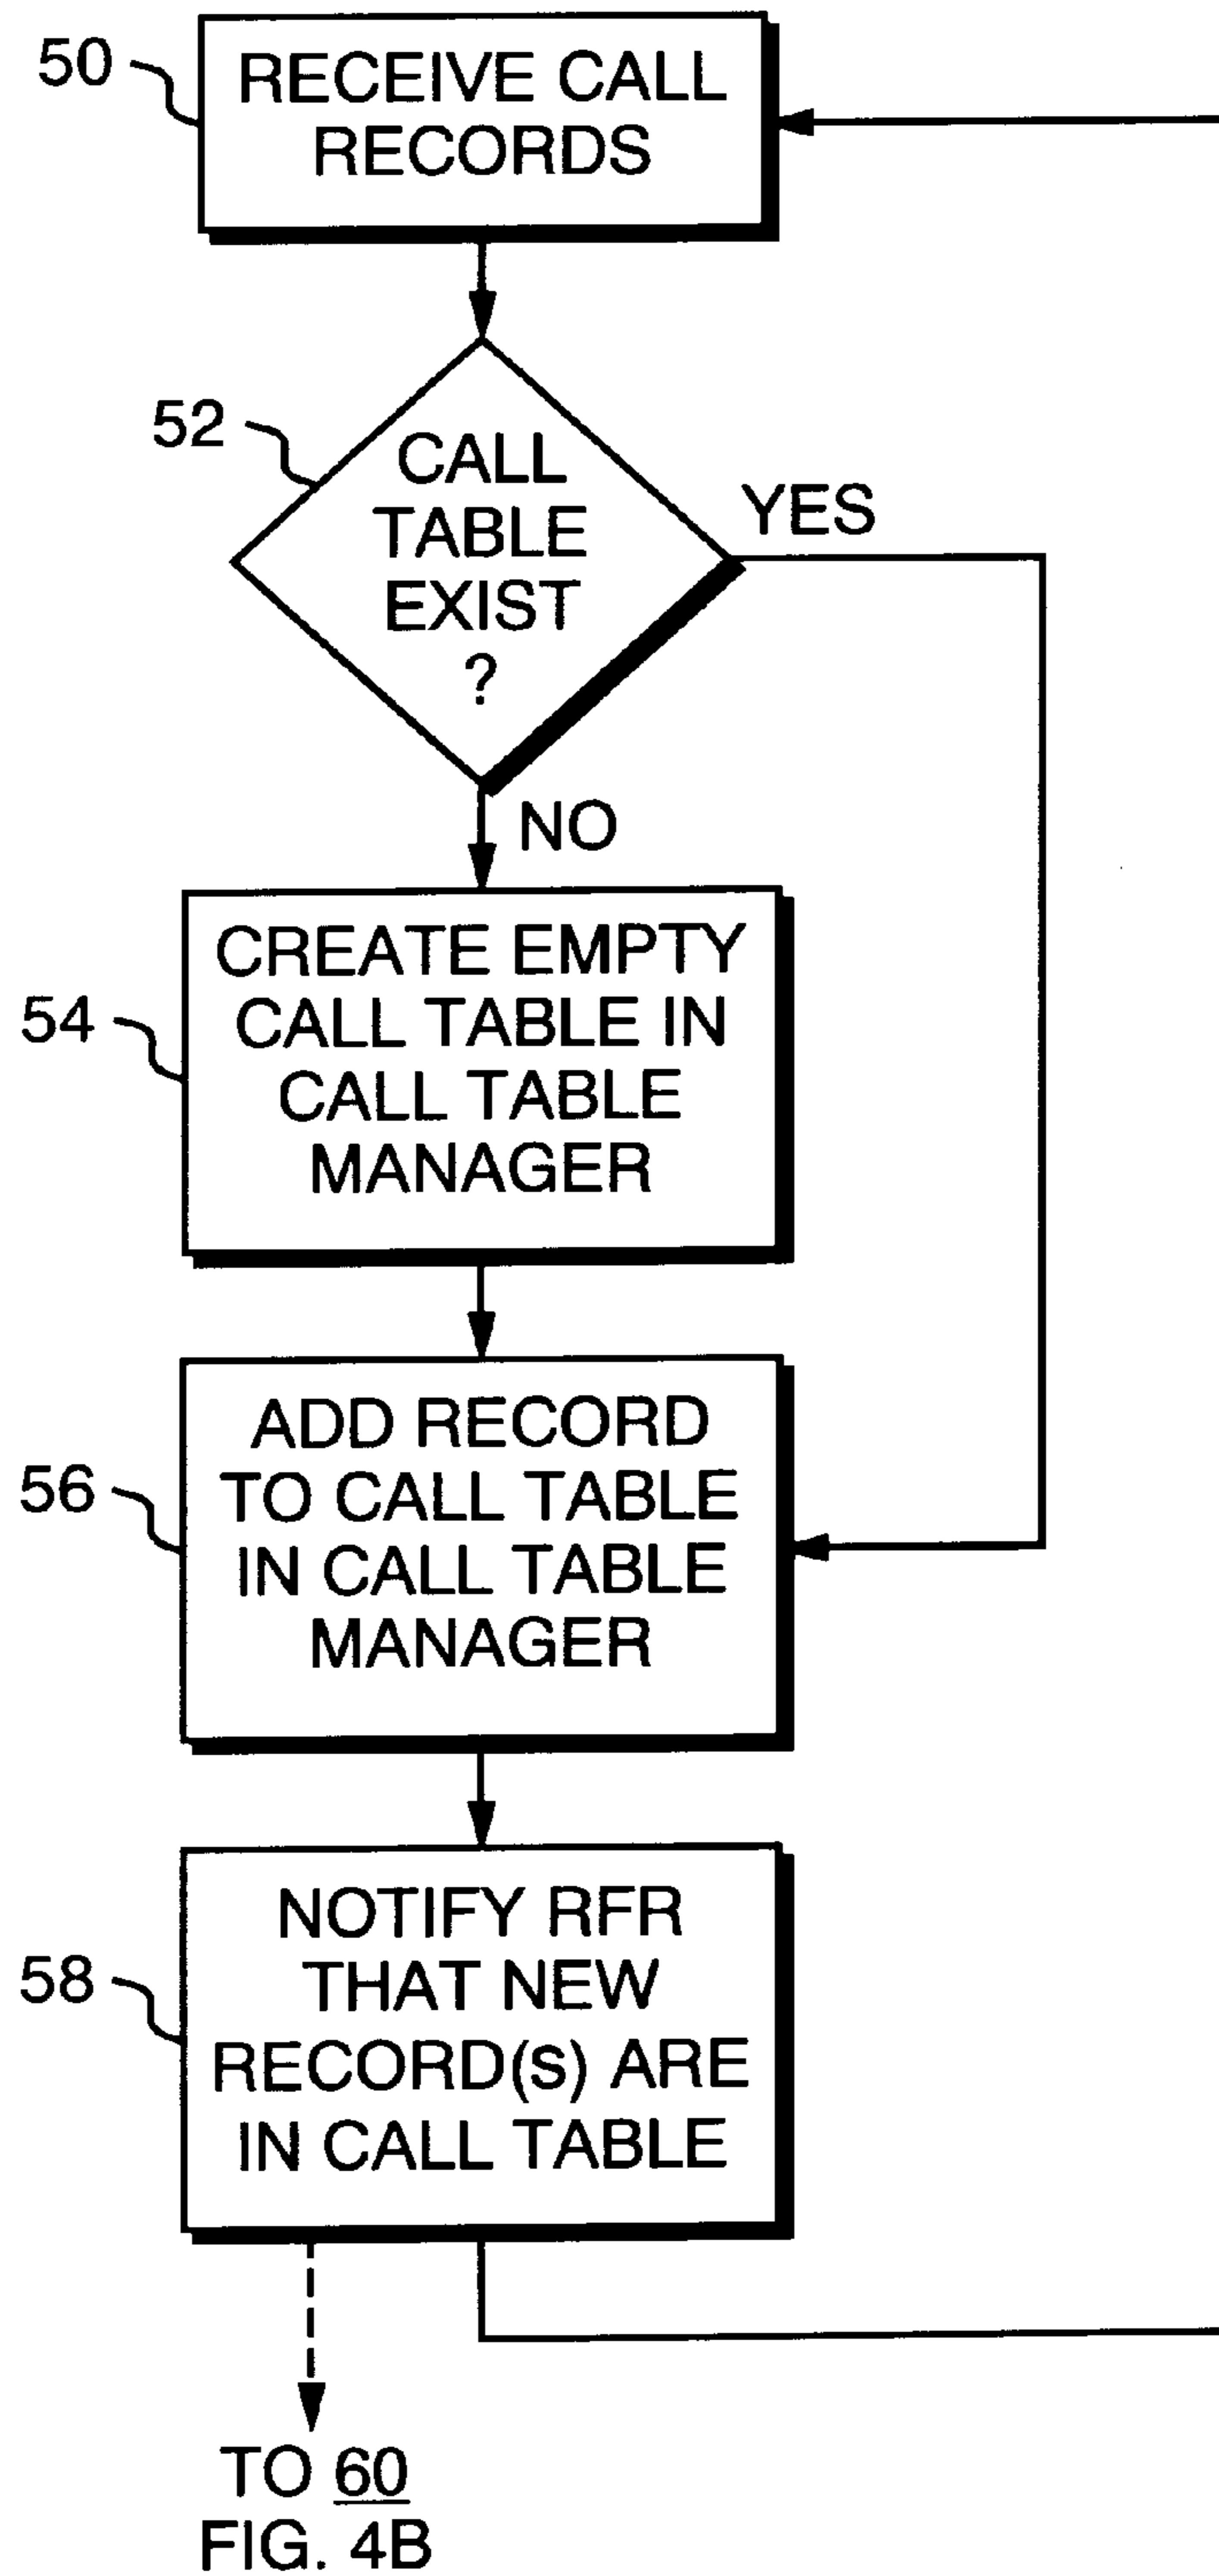 50
RECEIVE CALL
RECORDS
52
CALL
TABLE
EXIST
?
YES
NO
54
CREATE EMPTY
CALL TABLE IN
CALL TABLE
MANAGER
56
ADD RECORD
TO CALL TABLE
IN CALL TABLE
MANAGER
58
NOTIFY RFR
THAT NEW
RECORD(S) ARE
IN CALL TABLE
TO 60
FIG. 4B